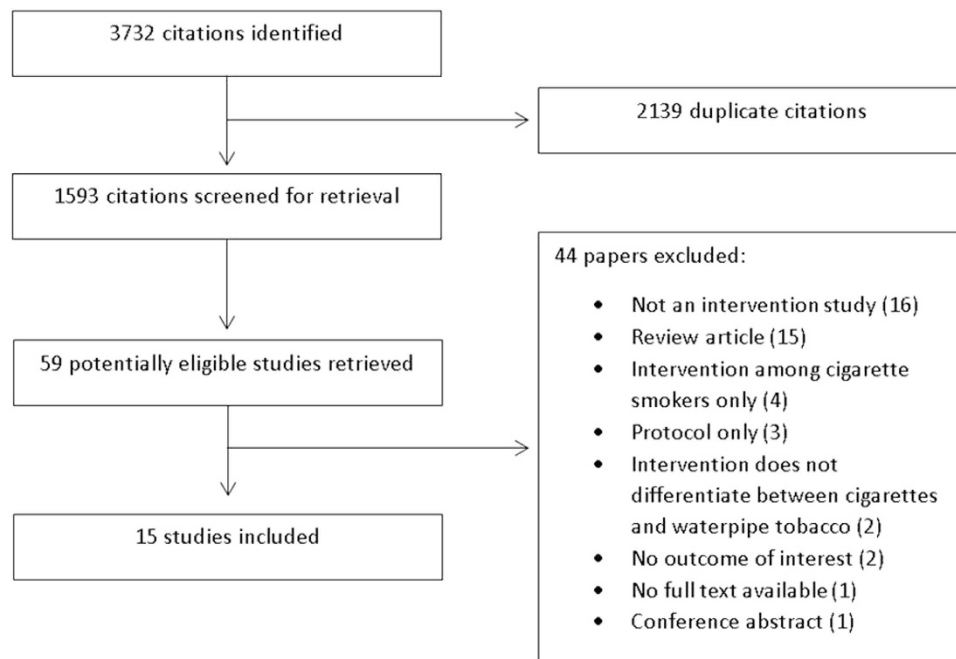 3732 citations identified
2139 duplicate citations
1593 citations screened for retrieval
44 papers excluded:
• Not an intervention study (16)
• Review article (15)
• Intervention among cigarette
smokers only (4)
• Protocol only (3)
• Intervention does not
differentiate between cigarettes
and waterpipe tobacco (2)
• No outcome of interest (2)
• No full text available (1)
• Conference abstract (1)
59 potentially eligible studies retrieved
15 studies included